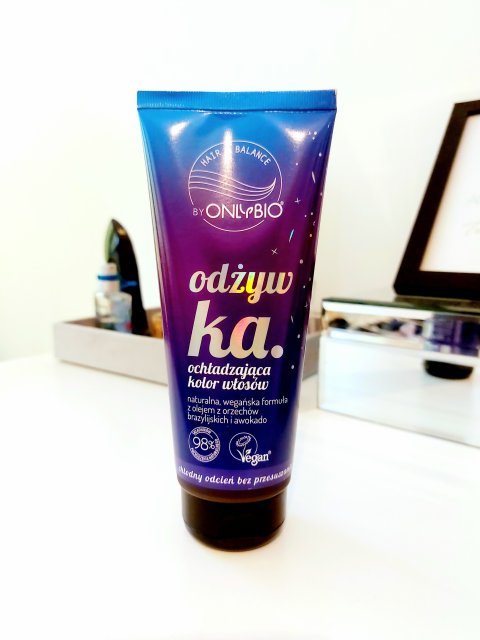 HAIR IN BALANCE
BY ONLYBIO®
odżyw
ka.
ochładzająca
kolor włosów
naturalna, wegańska formuła
z olejem z orzechów
brazylijskich i awokado
98%
Vegan
chłodny odcień bez przesuszania